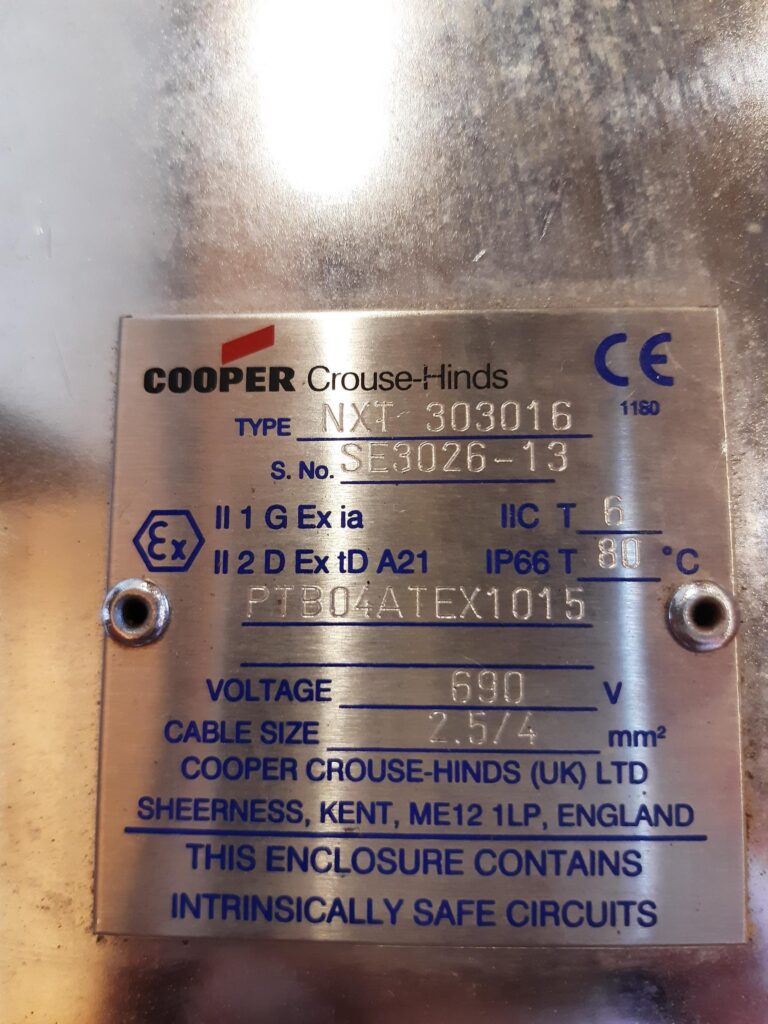 COOPER Crouse-Hinds CE
1180
TYPE NXT 303016
S. No. SE3026-13
Ex II 1 G Ex ia IIC T 6
II 2 D Ex tD A21 IP66 T 80 °C
PTB04ATEX1015
VOLTAGE 690 V
CABLE SIZE 2.5/4 mm²
COOPER CROUSE-HINDS (UK) LTD
SHEERNESS, KENT, ME12 1LP, ENGLAND
THIS ENCLOSURE CONTAINS
INTRINSICALLY SAFE CIRCUITS